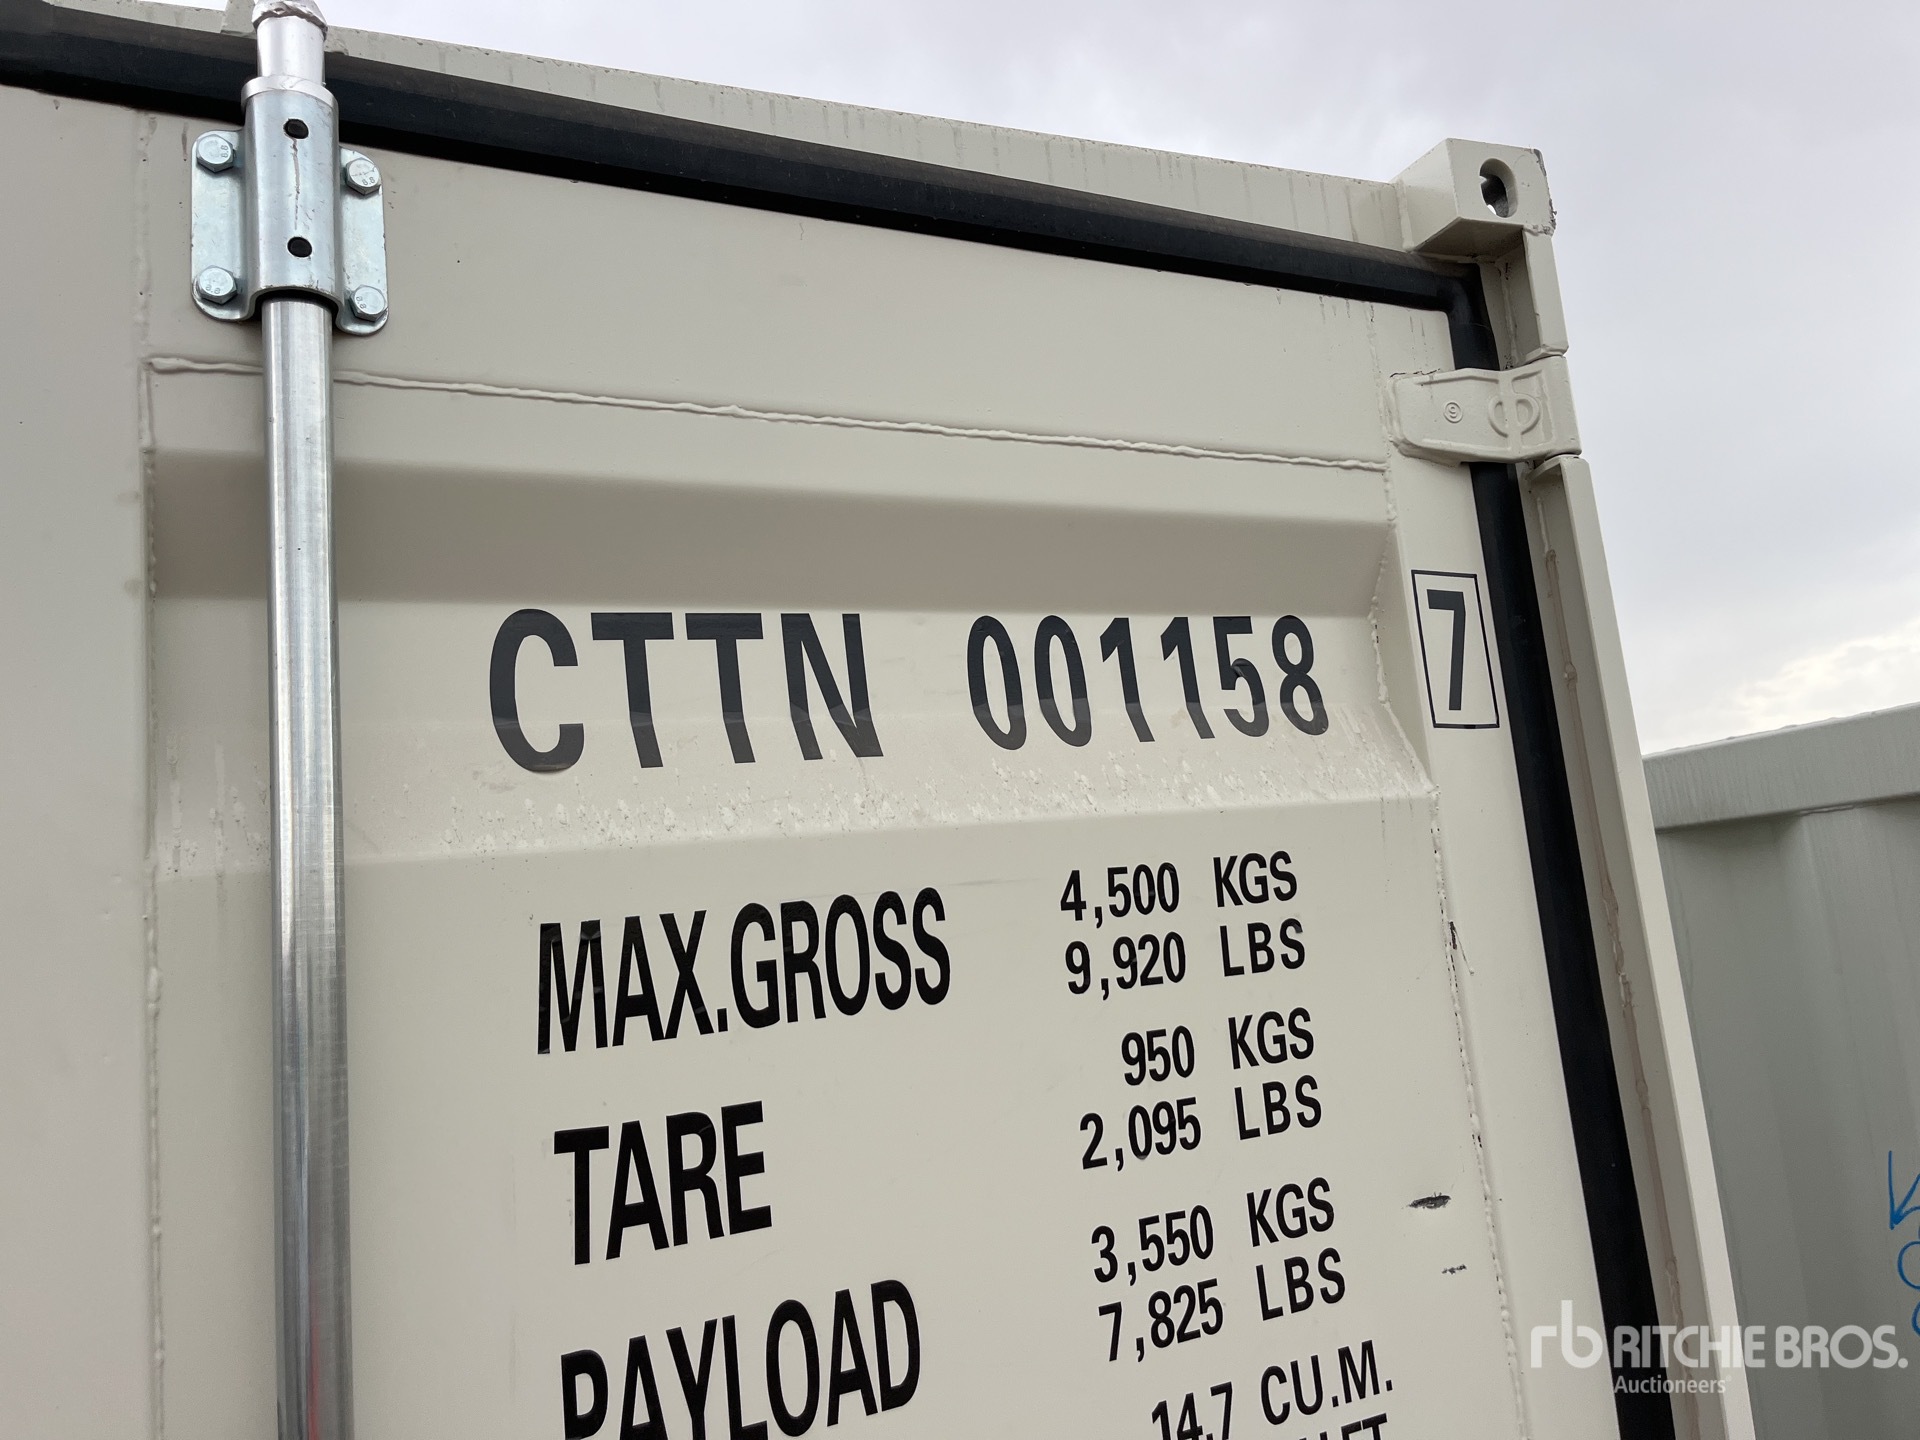 CTTN 001158 7
MAX.GROSS 4,500 KGS
9,920 LBS
TARE 950 KGS
2,095 LBS
PAYLOAD 3,550 KGS
7,825 LBS
14.7 CU.M.
rb RITCHIE BROS.
Auctioneers